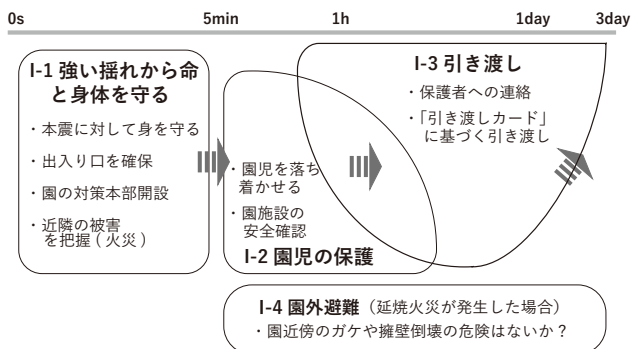 0s 5min 1h 1day 3day
I-1 強い揺れから命
と身体を守る
・本震に対して身を守る
・出入り口を確保
・園の対策本部開設
・近隣の被害
を把握 ( 火災 )
・園児を落ち
着かせる
・園施設の
安全確認
I-2 園児の保護
I-3 引き渡し
・保護者への連絡
・「引き渡しカード」
に基づく引き渡し
I-4 園外避難（延焼火災が発生した場合）
・園近傍のガケや擁壁倒壊の危険はないか？